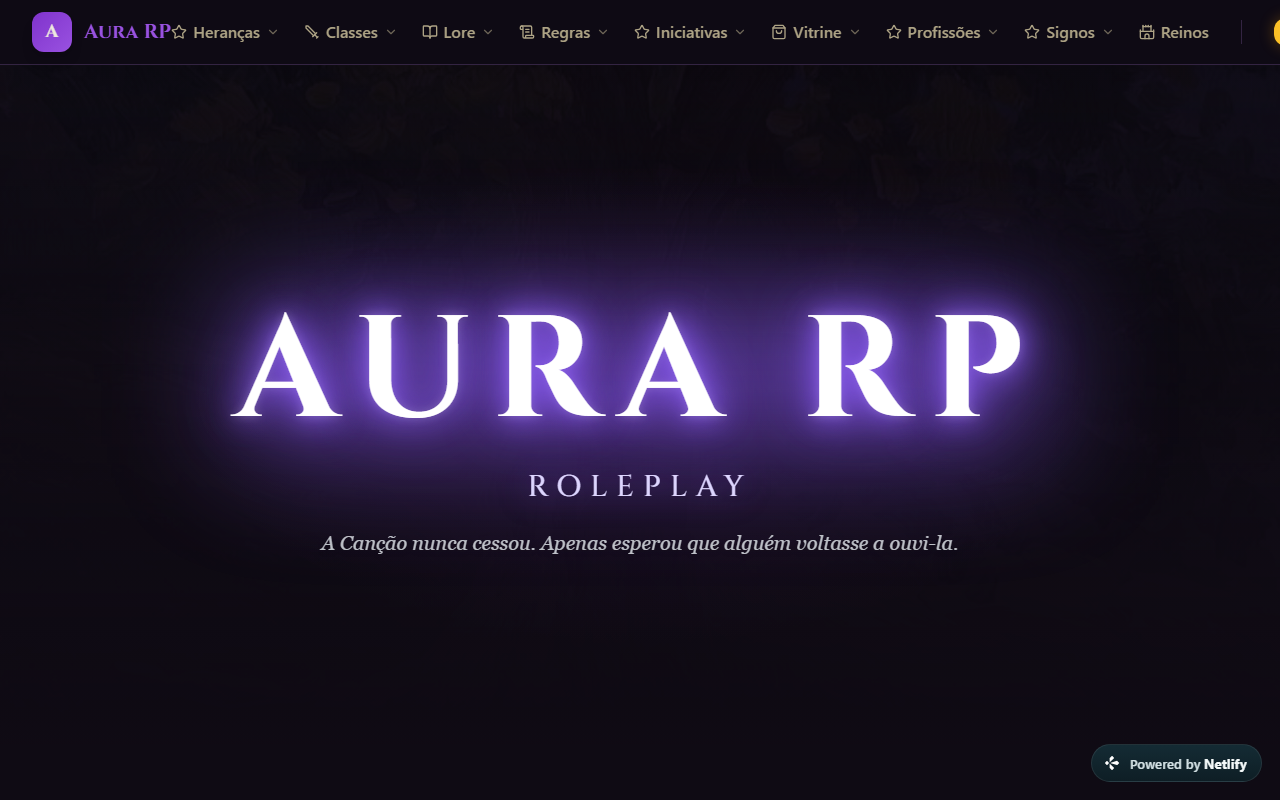 A AURA RP Heranças Classes Lore Regras Iniciativas Vitrine Profissões Signos Reinos
AURA RP
ROLEPLAY
A Canção nunca cessou. Apenas esperou que alguém voltasse a ouvi-la.
Powered by Netlify